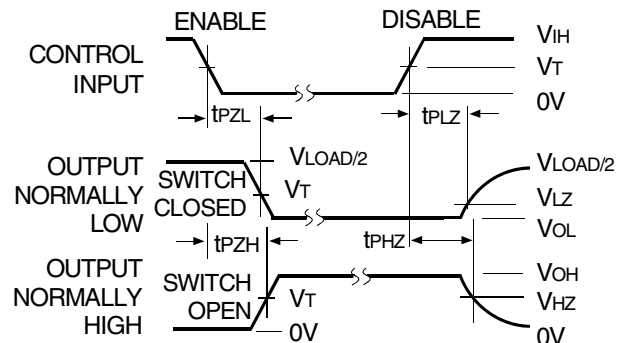 ENABLE
DISABLE
CONTROL
INPUT
VIH
VT
0V
tPZL
tPLZ
OUTPUT
NORMALLY
LOW
SWITCH
CLOSED
VLOAD/2
VT
VLOAD/2
VLZ
VOL
tPZH
tPHZ
OUTPUT
NORMALLY
HIGH
SWITCH
OPEN
VT
0V
VOH
VHZ
0V